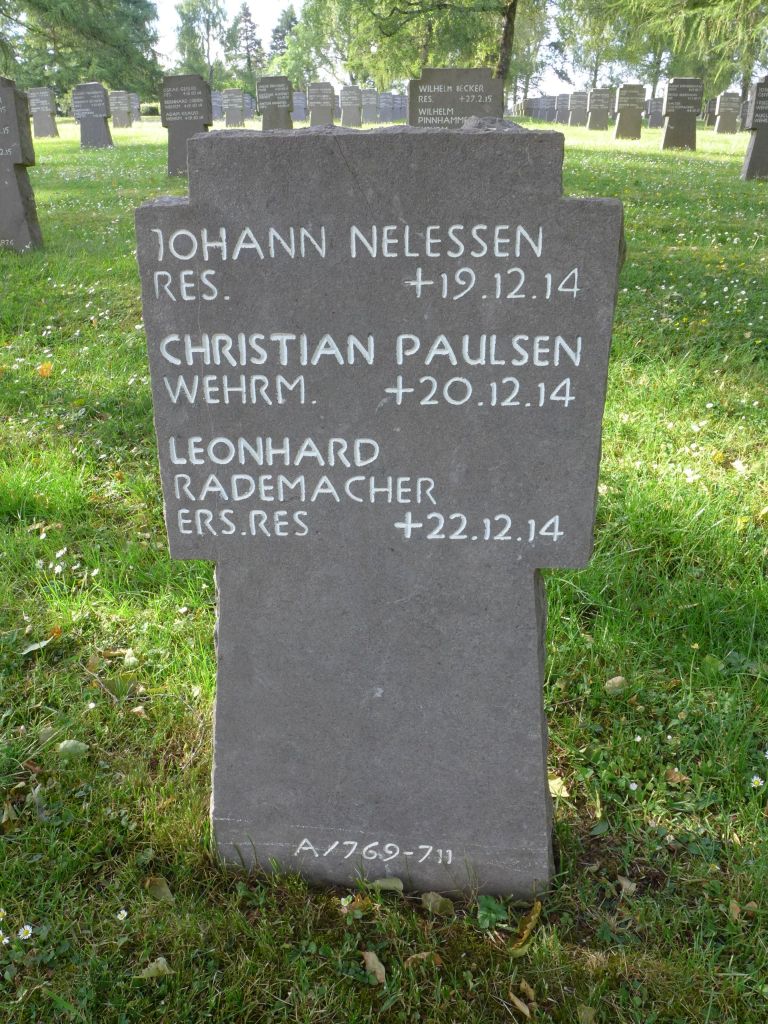 WILHELM BECKER
RES. +27.2.15
WILHELM
PINNHAMMER
JOHANN NELESSEN
RES. +19.12.14
CHRISTIAN PAULSEN
WEHRM. +20.12.14
LEONHARD
RADEMACHER
ERS.RES +22.12.14
A/769-711